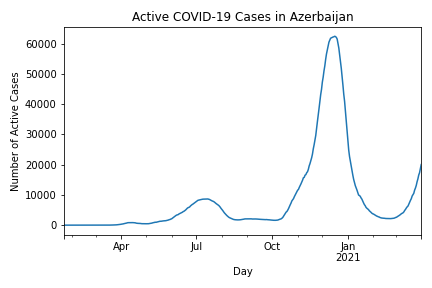 Active COVID-19 Cases in Azerbaijan
60000
50000
40000
30000
20000
10000
0
Number of Active Cases
Apr
Jul
Oct
Jan
2021
Day